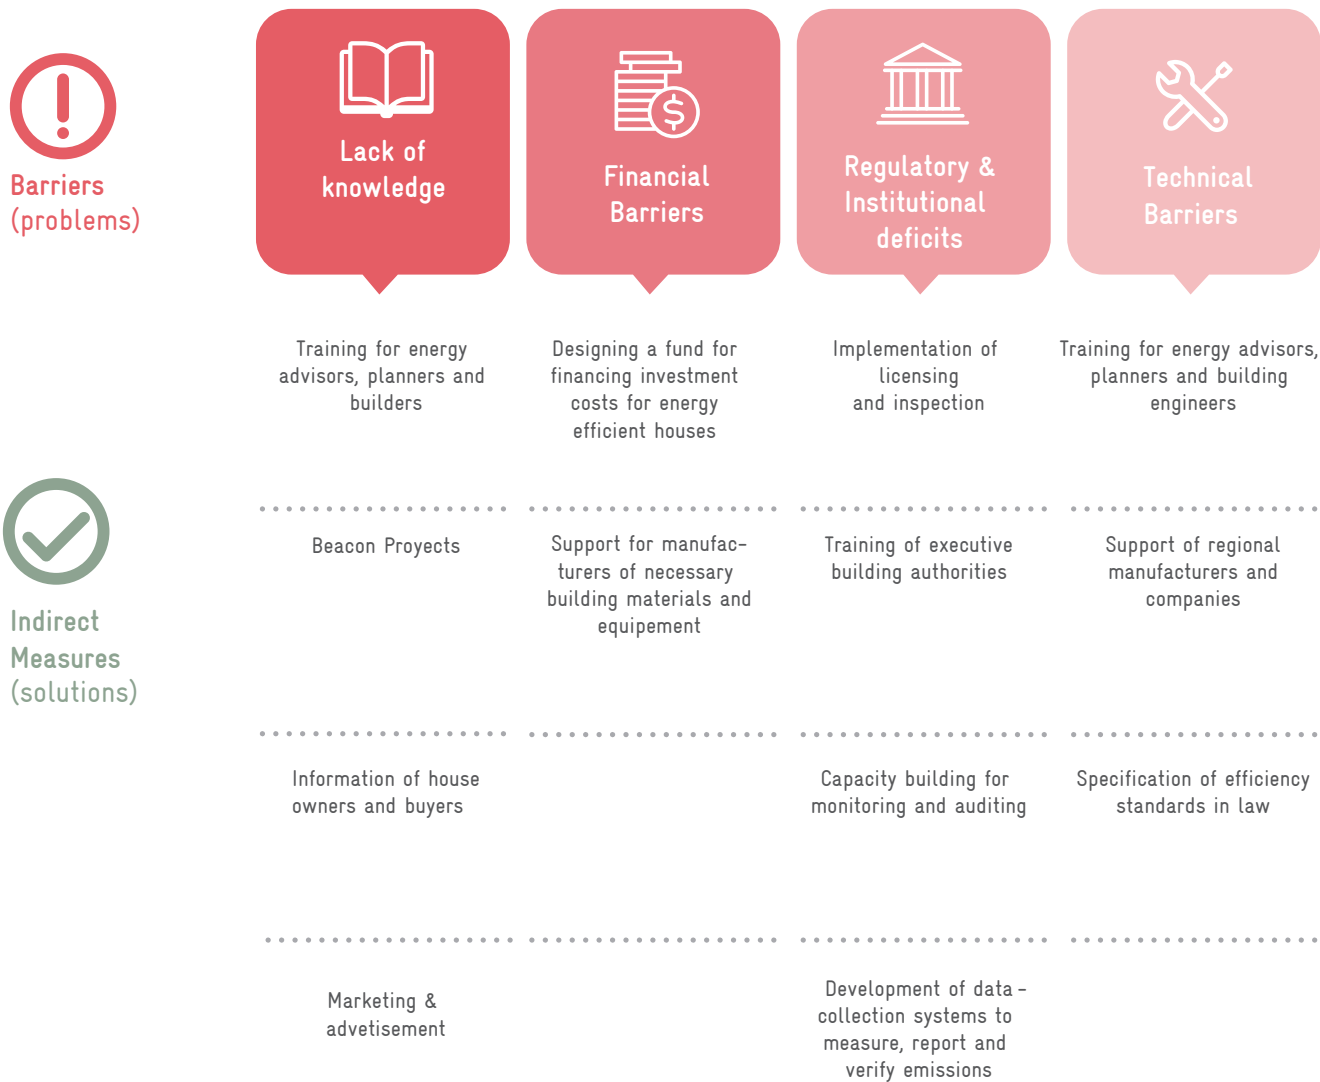 Barriers
(problems)
Lack of
knowledge
$
Financial
Barriers
Regulatory &
Institutional
deficits
Technical
Barriers
Indirect
Measures
(solutions)
Training for energy
advisors, planners and
builders
Designing a fund for
financing investment
costs for energy
efficient houses
Implementation of
licensing
and inspection
Training for energy advisors,
planners and building
engineers
Beacon Proyects
Support for manufac-
turers of necessary
building materials and
equipement
Training of executive
building authorities
Support of regional
manufacturers and
companies
Information of house
owners and buyers
Capacity building for
monitoring and auditing
Specification of efficiency
standards in law
Marketing &
advetisement
Development of data-
collection systems to
measure, report and
verify emissions